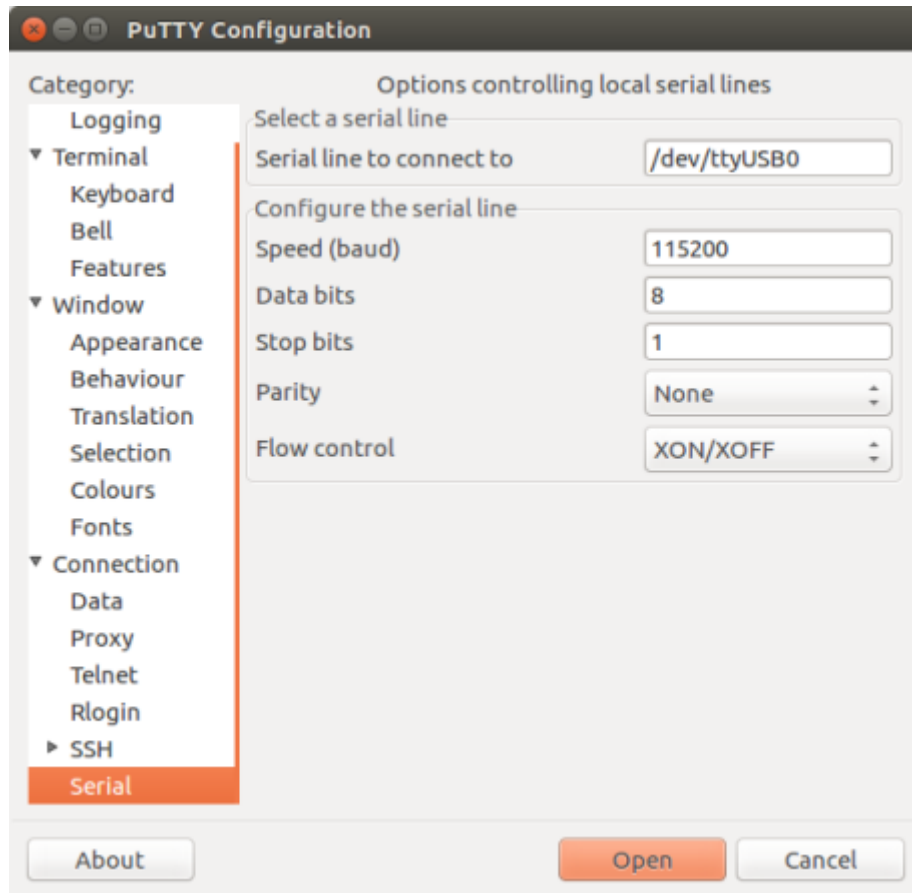 PuTTY Configuration
Category:
Logging
Terminal
Keyboard
Bell
Features
Window
Appearance
Behaviour
Translation
Selection
Colours
Fonts
Connection
Data
Proxy
Telnet
Rlogin
SSH
Serial
Options controlling local serial lines
Select a serial line
Serial line to connect to /dev/ttyUSB0
Configure the serial line
Speed (baud) 115200
Data bits 8
Stop bits 1
Parity None
Flow control XON/XOFF
About Open Cancel